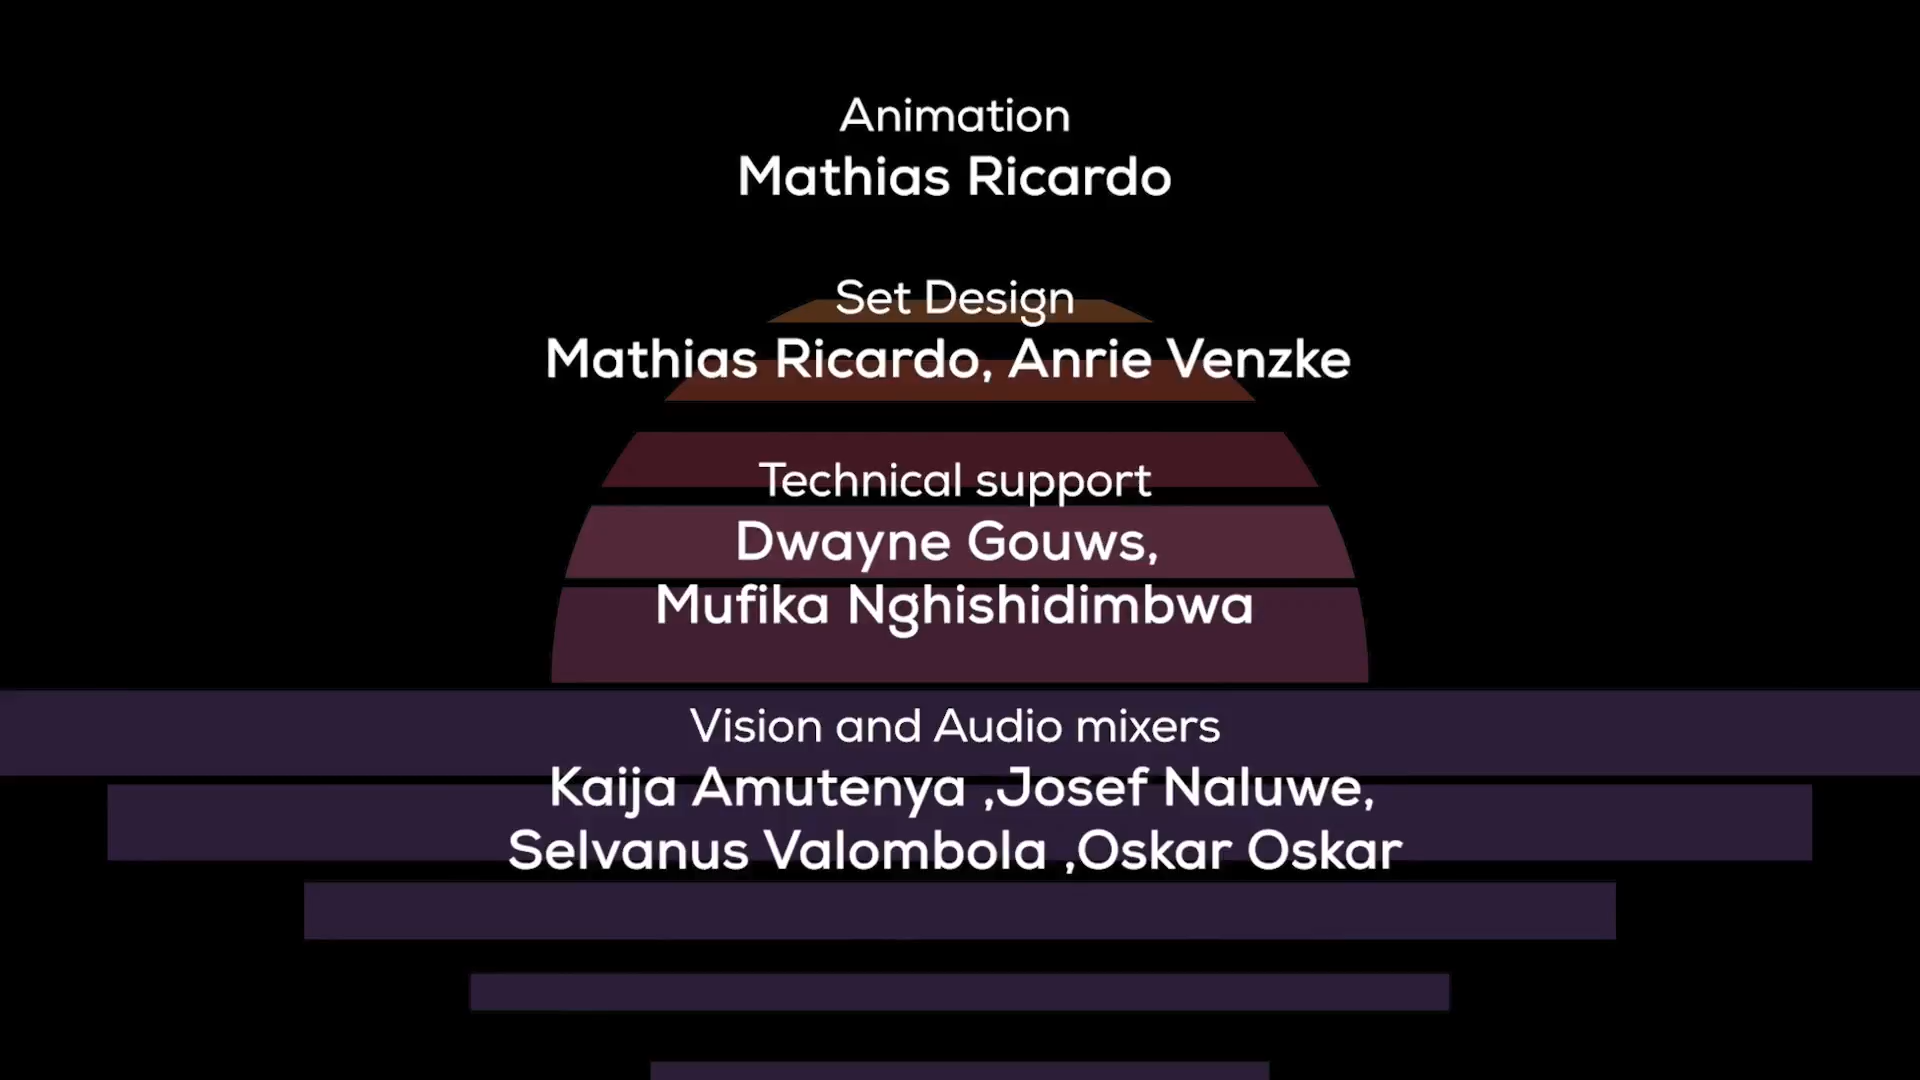 Animation
Mathias Ricardo
Set Design
Mathias Ricardo, Anrie Venzke
Technical support
Dwayne Gouws,
Mufika Nghishidimbwa
Vision and Audio mixers
Kaija Amutenya ,Josef Naluwe,
Selvanus Valombola ,Oskar Oskar